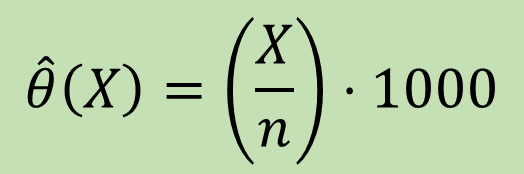 θ̂(X) = (X/n) · 1000